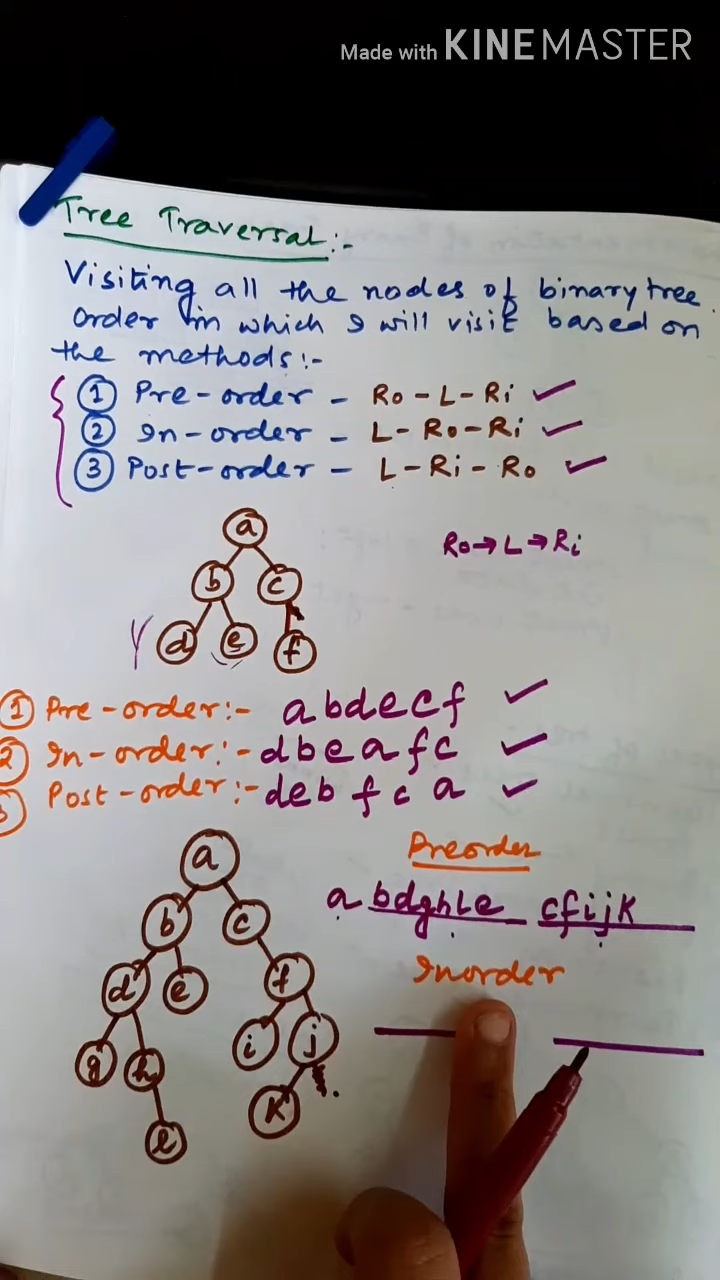 Made with KINEMASTER
Tree Traversal:-
Visiting all the nodes of binary tree.
Order in which I will visit based on
the methods:-
① Pre-order - Ro-L-Ri
② In-order - L-Ro-Ri
③ Post-order - L-Ri-Ro
a
Ro→L→Ri
b c
d e f
① Pre-order:- abdecf
2 In-order:- dbeafc
3 Post-order:- deb f c a
a
Preorder
a bdghle cfijk
b c
Inorder
d e f
g h i j
k
l